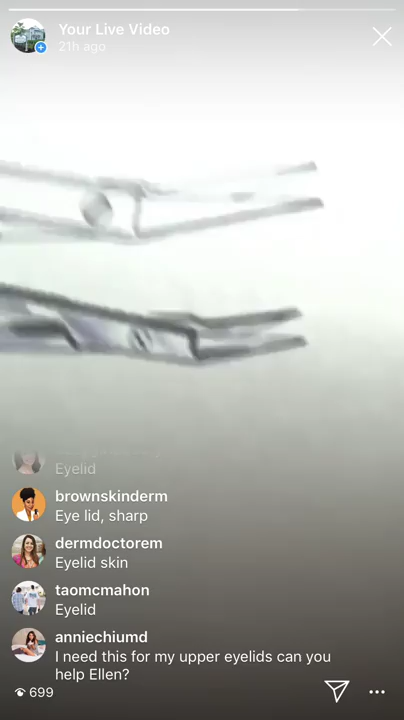 Your Live Video
21h ago
Eyelid
brownskinderm
Eye lid, sharp
dermdoctorem
Eyelid skin
taomcmahon
Eyelid
anniechiumd
I need this for my upper eyelids can you
help Ellen?
699